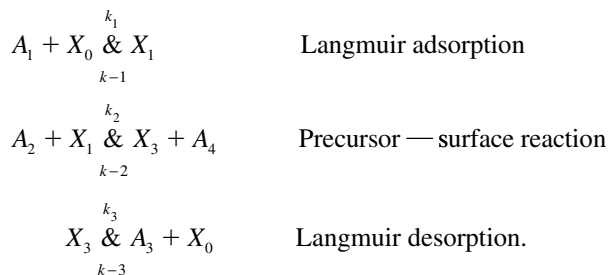 k₁
A₁ + X₀ & X₁ Langmuir adsorption
k−1
k₂
A₂ + X₁ & X₃ + A₄ Precursor — surface reaction
k−2
k₃
X₃ & A₃ + X₀ Langmuir desorption.
k−3